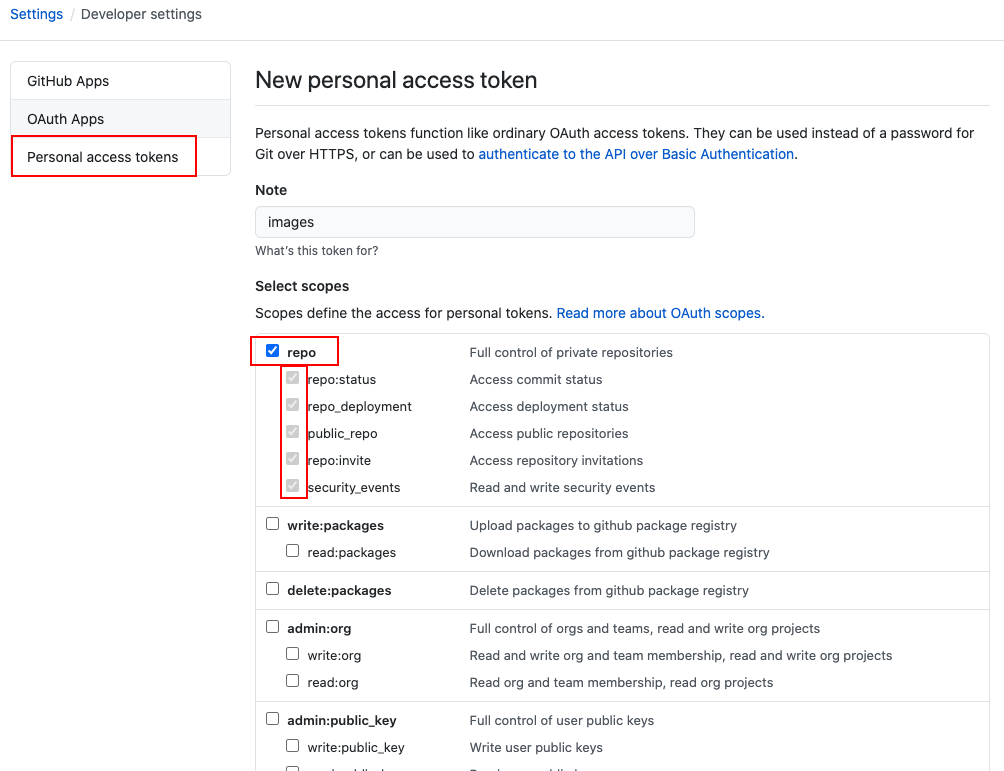 Settings / Developer settings
GitHub Apps
OAuth Apps
Personal access tokens
New personal access token
Personal access tokens function like ordinary OAuth access tokens. They can be used instead of a password for
Git over HTTPS, or can be used to authenticate to the API over Basic Authentication.
Note
images
What's this token for?
Select scopes
Scopes define the access for personal tokens. Read more about OAuth scopes.
repo Full control of private repositories
repo:status Access commit status
repo_deployment Access deployment status
public_repo Access public repositories
repo:invite Access repository invitations
security_events Read and write security events
write:packages Upload packages to github package registry
read:packages Download packages from github package registry
delete:packages Delete packages from github package registry
admin:org Full control of orgs and teams, read and write org projects
write:org Read and write org and team membership, read and write org projects
read:org Read org and team membership, read org projects
admin:public_key Full control of user public keys
write:public_key Write user public keys